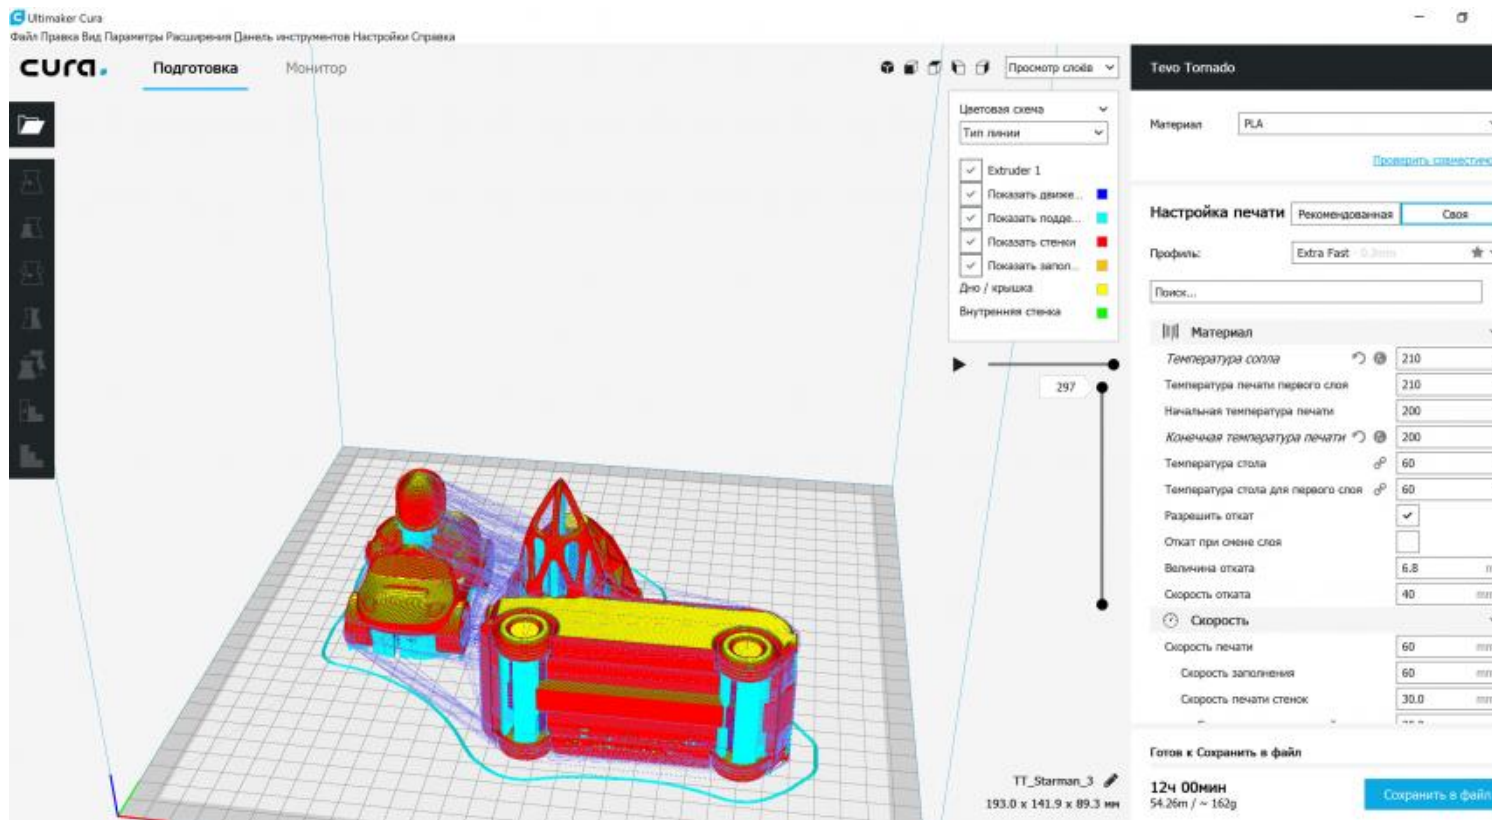 Ultimaker Cura
Файл Правка Вид Параметры Расширения Панель инструментов Настройки Справка
cura.
Подготовка
Монитор
Просмотр слоёв
Tevo Tornado
Цветовая схема
Тип линии
Extruder 1
Показать движе...
Показать подде...
Показать стенки
Показать запол...
Дно / крышка
Внутренняя стенка
297
TT_Starman_3
193.0 x 141.9 x 89.3 мм
Материал
PLA
Проверить совместимо
Настройка печати
Рекомендованная
Своя
Профиль:
Extra Fast - 0.3mm
Поиск...
Материал
Температура сопла 210
Температура печати первого слоя 210
Начальная температура печати 200
Конечная температура печати 200
Температура стола 60
Температура стола для первого слоя 60
Разрешить откат
Откат при смене слоя
Величина отката 6.8
Скорость отката 40
Скорость
Скорость печати 60
Скорость заполнения 60
Скорость печати стенок 30.0
Готов к Сохранить в файл
12ч 00мин
54.26m / ~ 162g
Сохранить в файл